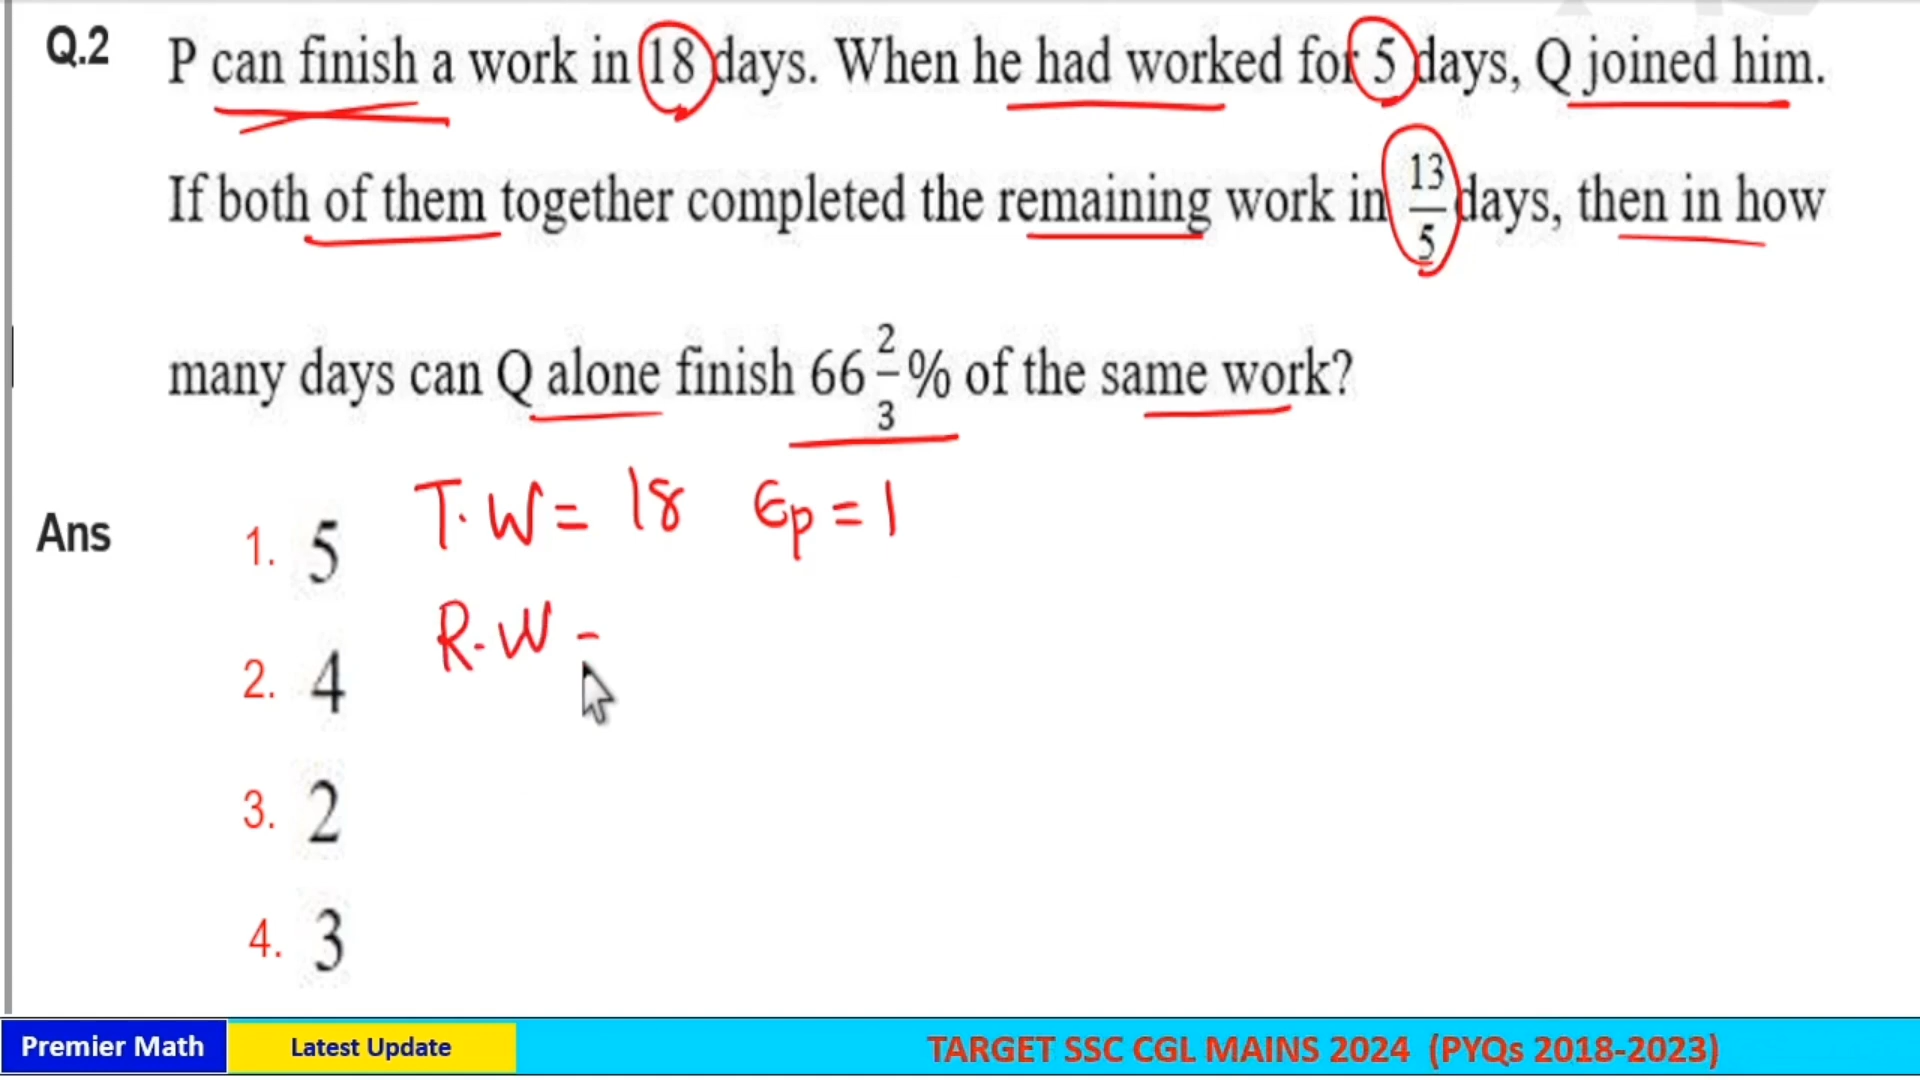 Q.2 P can finish a work in 18 days. When he had worked for 5 days, Q joined him.
If both of them together completed the remaining work in 13/5 days, then in how
many days can Q alone finish 66 2/3 % of the same work?
Ans
1. 5
T.W = 18 Ep = 1
R.W -
2. 4
3. 2
4. 3
Premier Math
Latest Update
TARGET SSC CGL MAINS 2024 (PYQs 2018-2023)